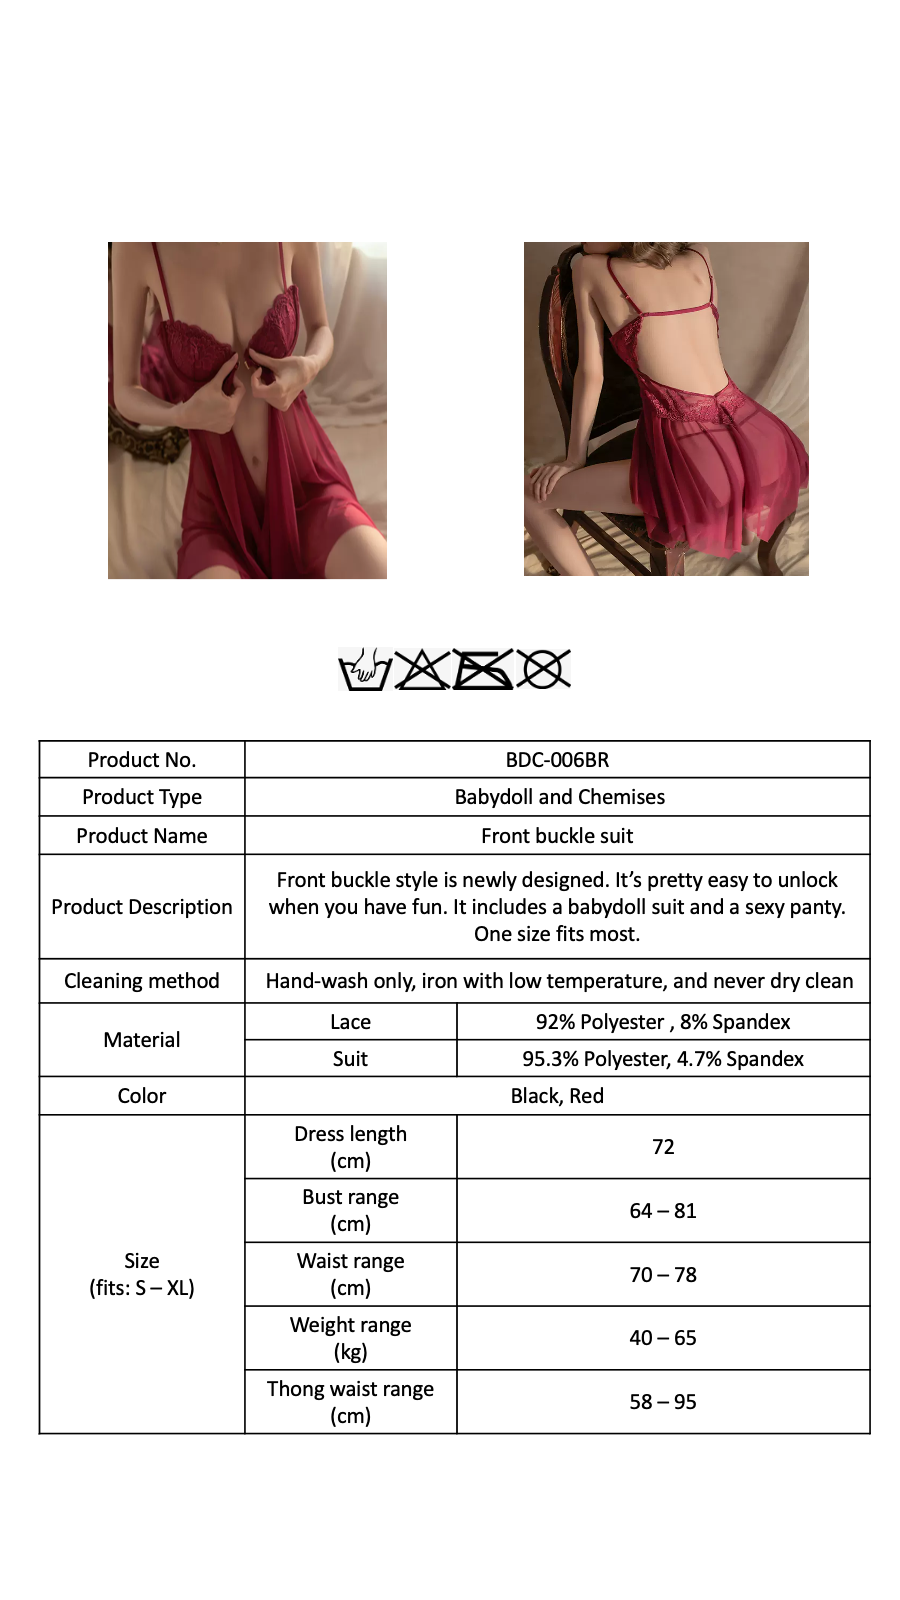 Product No.
BDC-006BR
Product Type
Babydoll and Chemises
Product Name
Front buckle suit
Product Description
Front buckle style is newly designed. It’s pretty easy to unlock
when you have fun. It includes a babydoll suit and a sexy panty.
One size fits most.
Cleaning method
Hand-wash only, iron with low temperature, and never dry clean
Material
Lace
92% Polyester , 8% Spandex
Suit
95.3% Polyester, 4.7% Spandex
Color
Black, Red
Size
(fits: S – XL)
Dress length
(cm)
72
Bust range
(cm)
64 – 81
Waist range
(cm)
70 – 78
Weight range
(kg)
40 – 65
Thong waist range
(cm)
58 – 95